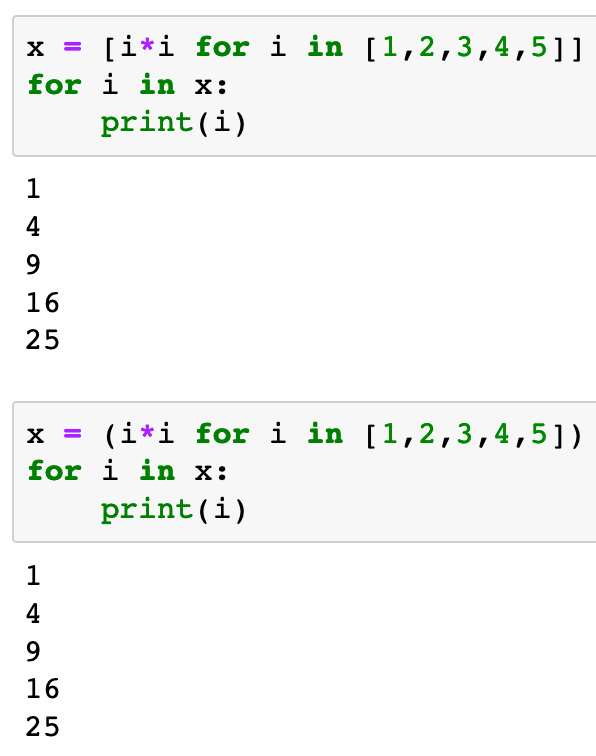 x = [i*i for i in [1,2,3,4,5]]
for i in x:
    print(i)
1
4
9
16
25
x = (i*i for i in [1,2,3,4,5])
for i in x:
    print(i)
1
4
9
16
25